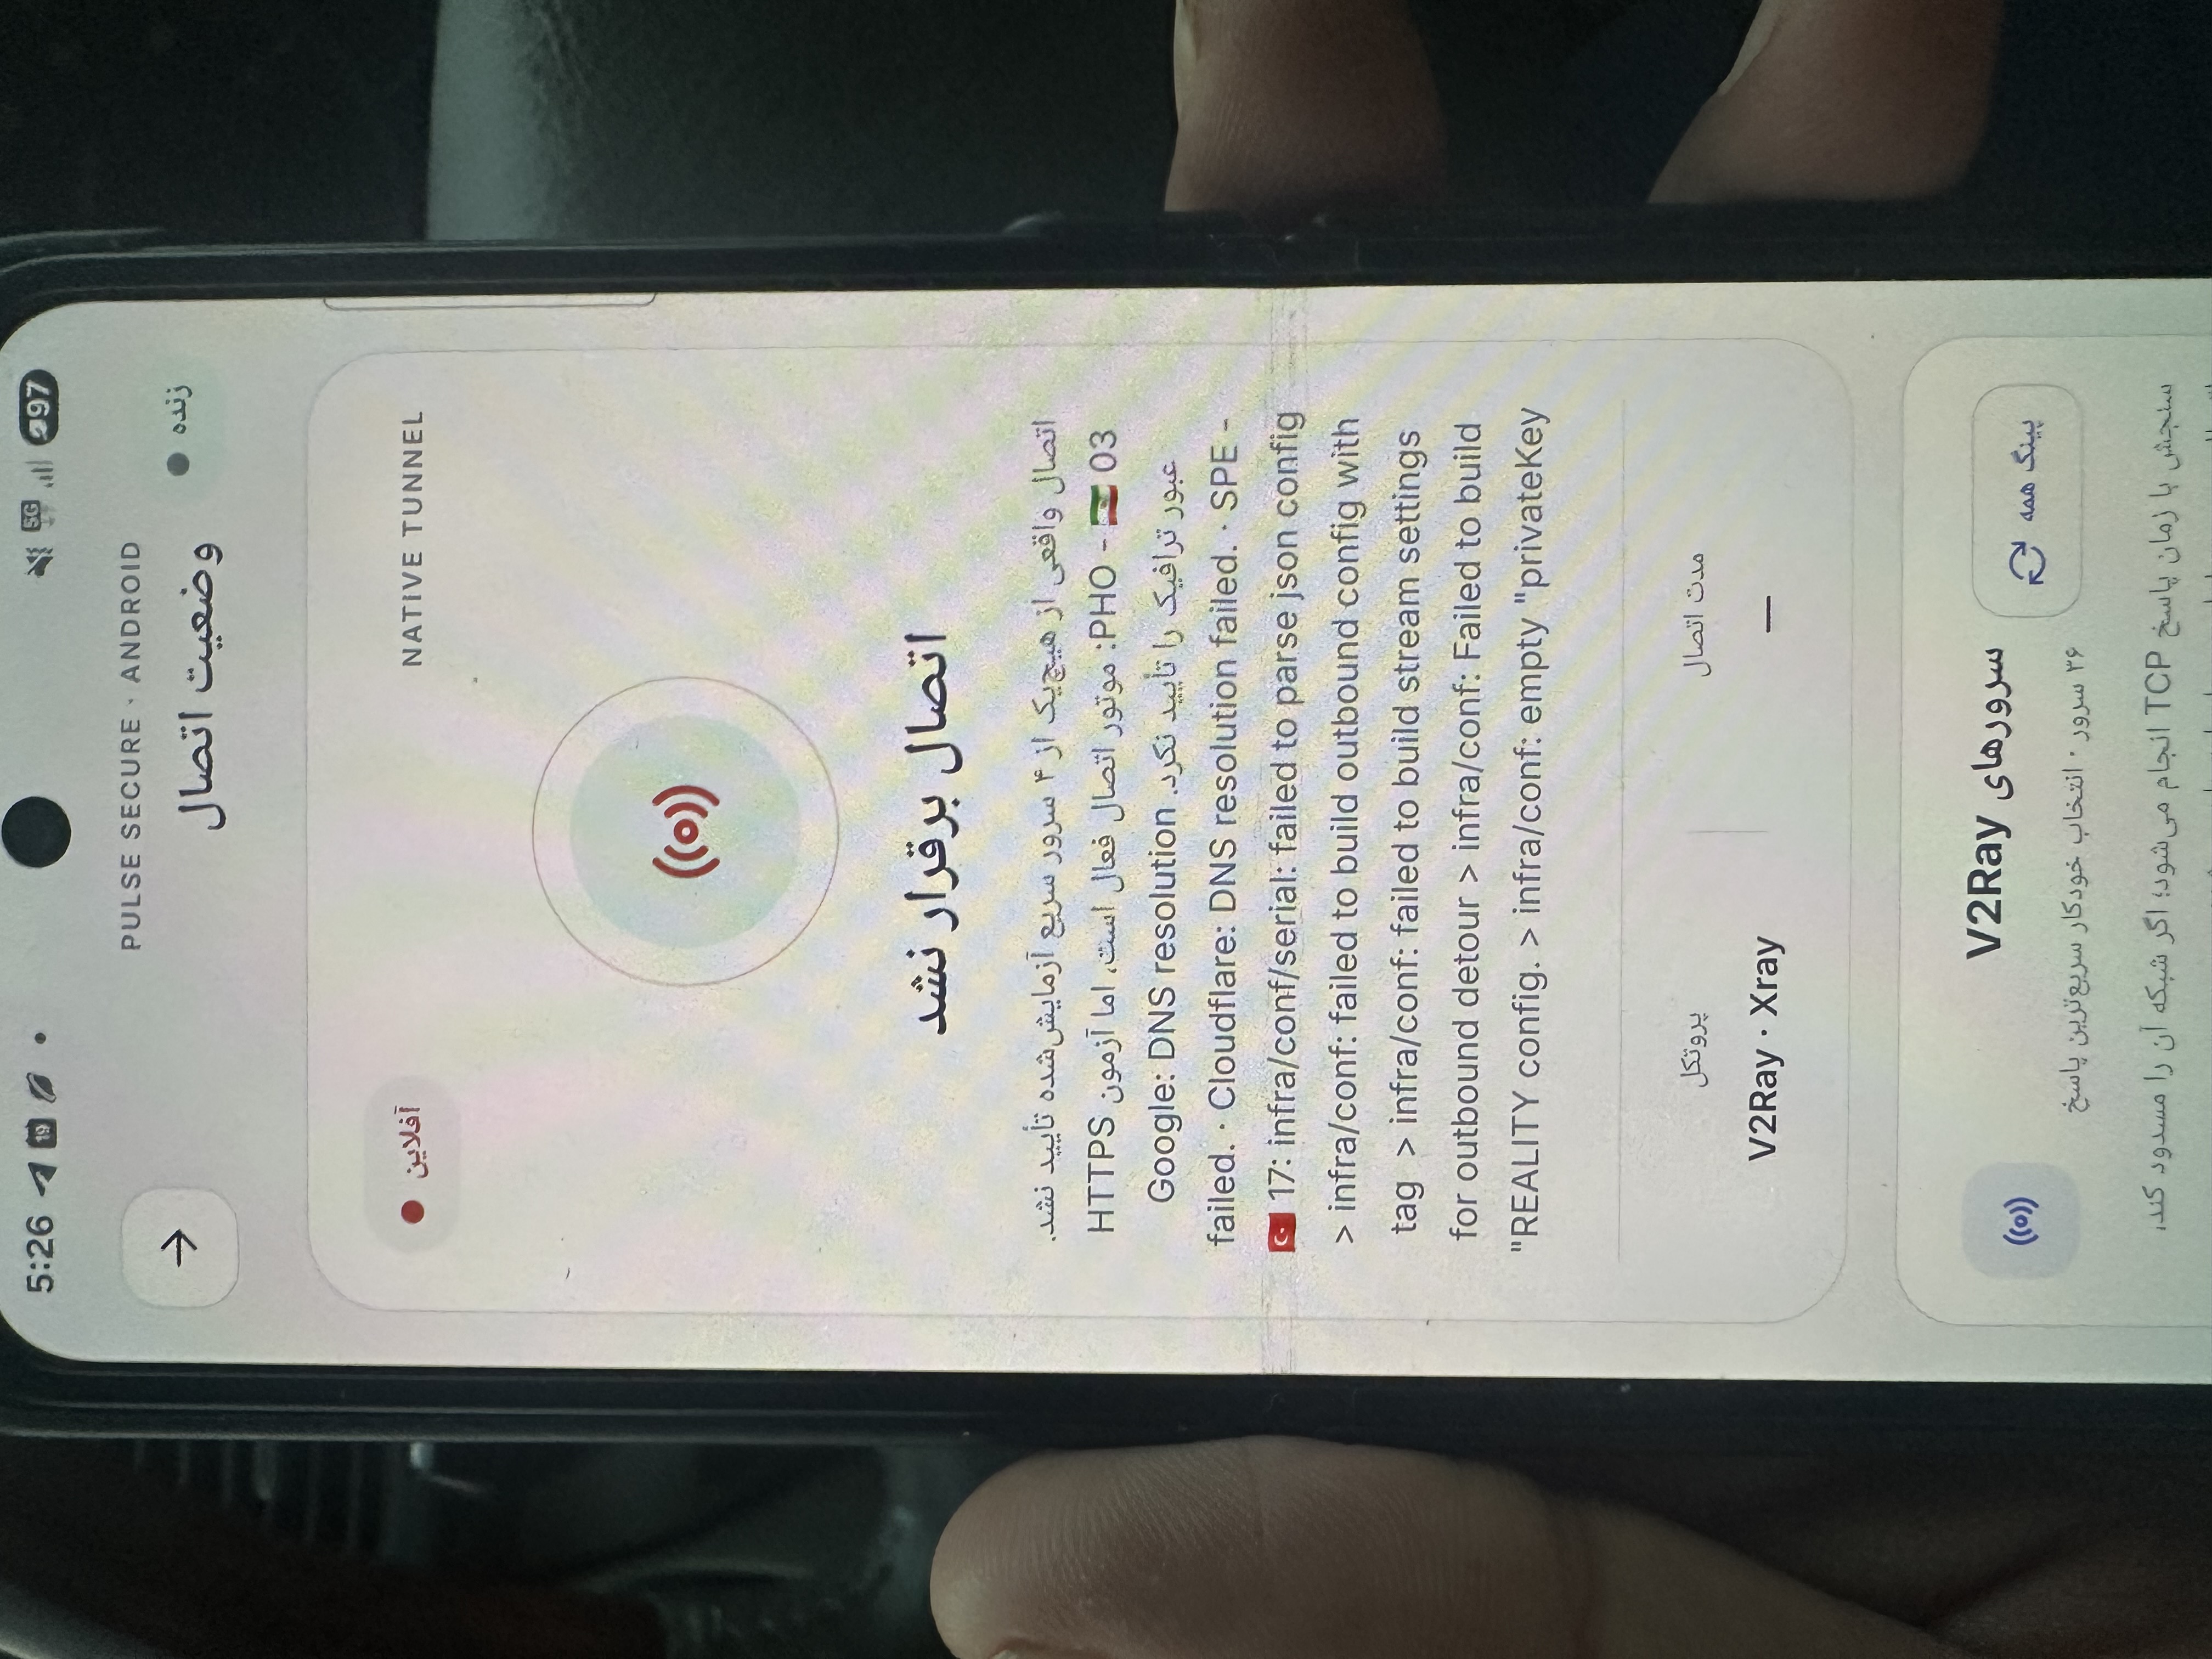 5:26
19
5G
97
PULSE SECURE · ANDROID
وضعیت اتصال
زنده
NATIVE TUNNEL
آفلاین
اتصال برقرار نشد
اتصال واقعی از هیچ‌یک از ۴ سرور سریع آزمایش‌شده تأیید نشد.
PHO - 🇮🇷 03: موتور اتصال فعال است، اما آزمون HTTPS
عبور ترافیک را تأیید نکرد. Google: DNS resolution
failed. · Cloudflare: DNS resolution failed. · SPE -
🇹🇷 17: infra/conf/serial: failed to parse json config
> infra/conf: failed to build outbound config with
tag > infra/conf: failed to build stream settings
for outbound detour > infra/conf: Failed to build
"REALITY config. > infra/conf: empty "privateKey
مدت اتصال
—
پروتکل
V2Ray · Xray
سرورهای V2Ray
۳۶ سرور · انتخاب خودکار سریع‌ترین پاسخ
پینگ همه
سنجش با زمان پاسخ TCP انجام می‌شود؛ اگر شبکه آن را مسدود کند،